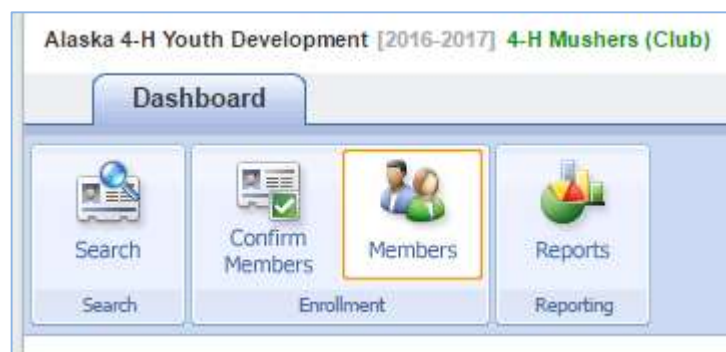 Alaska 4-H Youth Development [2016-2017] 4-H Mushers (Club)
Dashboard
Search
Confirm
Members
Members
Reports
Search
Enrollment
Reporting